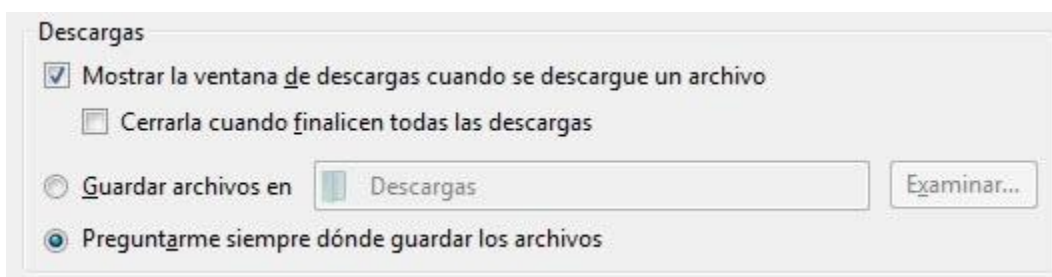 Descargas
Mostrar la ventana de descargas cuando se descargue un archivo
Cerrarla cuando finalicen todas las descargas
Guardar archivos en Descargas Examinar...
Preguntarme siempre dónde guardar los archivos